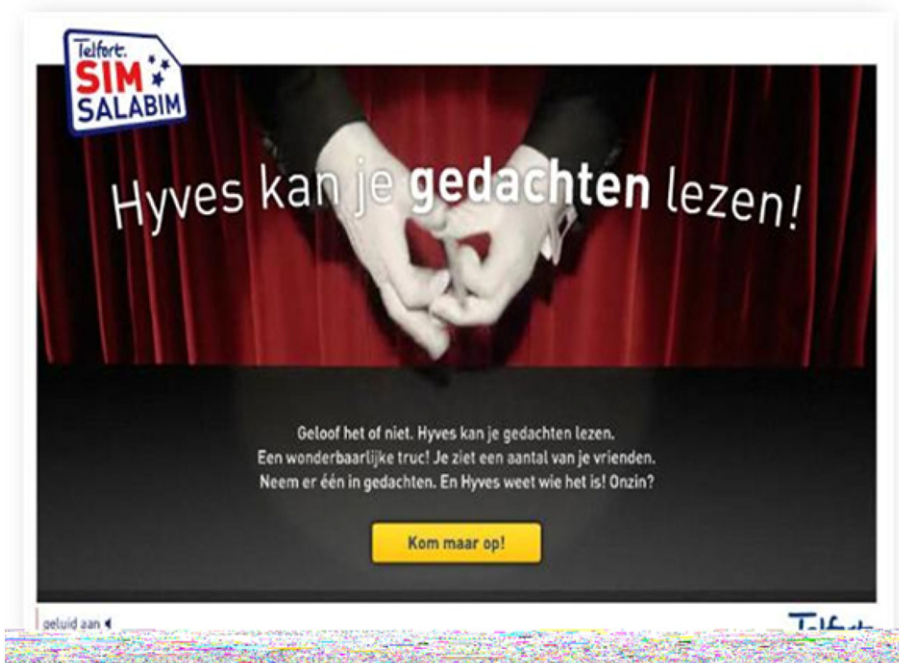 Telfort.
SIM
SALABIM
Hyves kan je gedachten lezen!
Geloof het of niet. Hyves kan je gedachten lezen.
Een wonderbaarlijke truc! Je ziet een aantal van je vrienden.
Neem er één in gedachten. En Hyves weet wie het is! Onzin?
Kom maar op!
geluid aan
Telfort